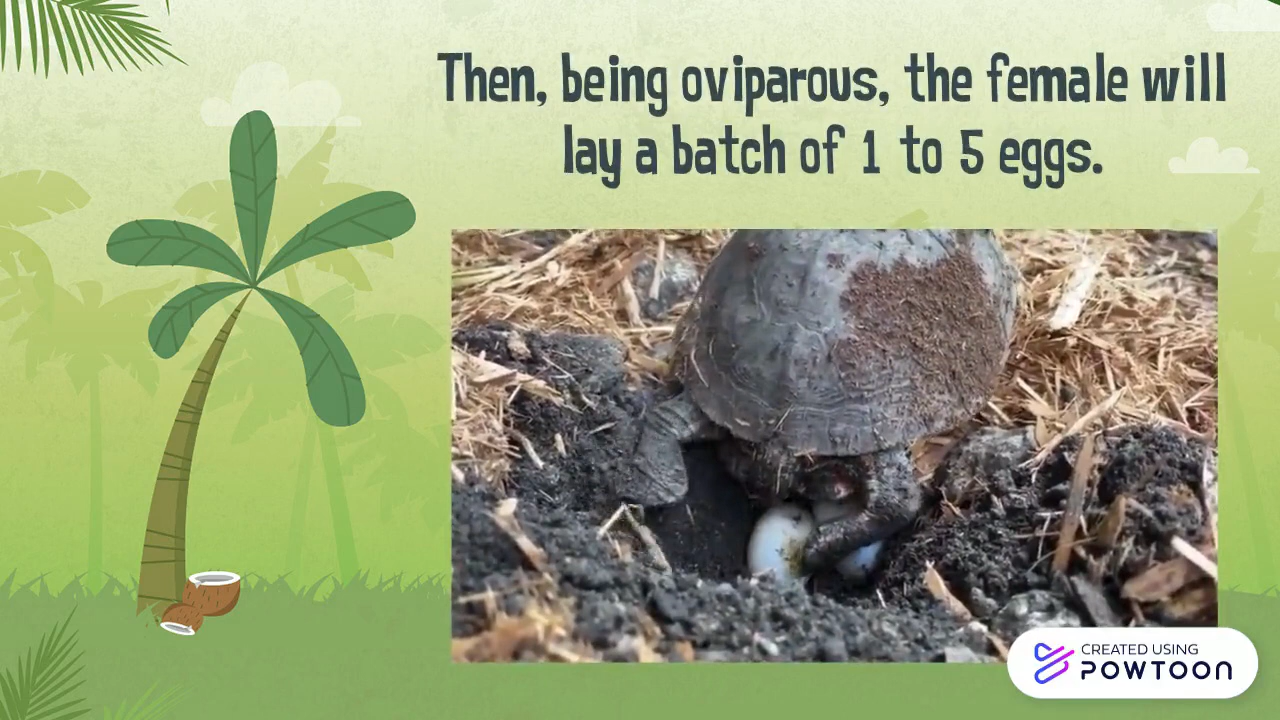 Then, being oviparous, the female will
lay a batch of 1 to 5 eggs.
CREATED USING
POWTOON